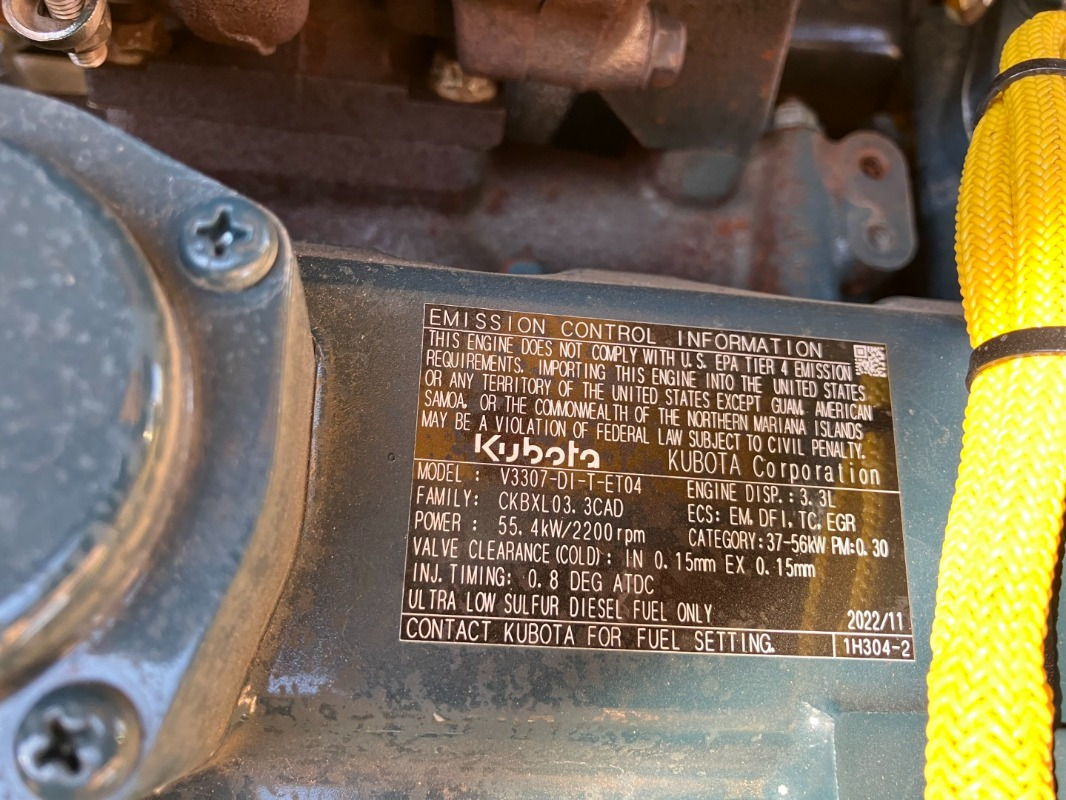 EMISSION CONTROL INFORMATION
THIS ENGINE DOES NOT COMPLY WITH U.S. EPA TIER 4 EMISSION
REQUIREMENTS. IMPORTING THIS ENGINE INTO THE UNITED STATES
OR ANY TERRITORY OF THE UNITED STATES EXCEPT GUAM, AMERICAN
SAMOA, OR THE COMMONWEALTH OF THE NORTHERN MARIANA ISLANDS
MAY BE A VIOLATION OF FEDERAL LAW SUBJECT TO CIVIL PENALTY.
Kubota KUBOTA Corporation
MODEL : V3307-DI-T-ET04 ENGINE DISP.: 3.3L
FAMILY: CKBXL03.3CAD ECS: EM, DFI, TC, EGR
POWER : 55.4kW/2200rpm CATEGORY:37-56kW PM:0.30
VALVE CLEARANCE(COLD): IN 0.15mm EX 0.15mm
INJ. TIMING: 0.8 DEG ATDC
ULTRA LOW SULFUR DIESEL FUEL ONLY 2022/11
CONTACT KUBOTA FOR FUEL SETTING. 1H304-2